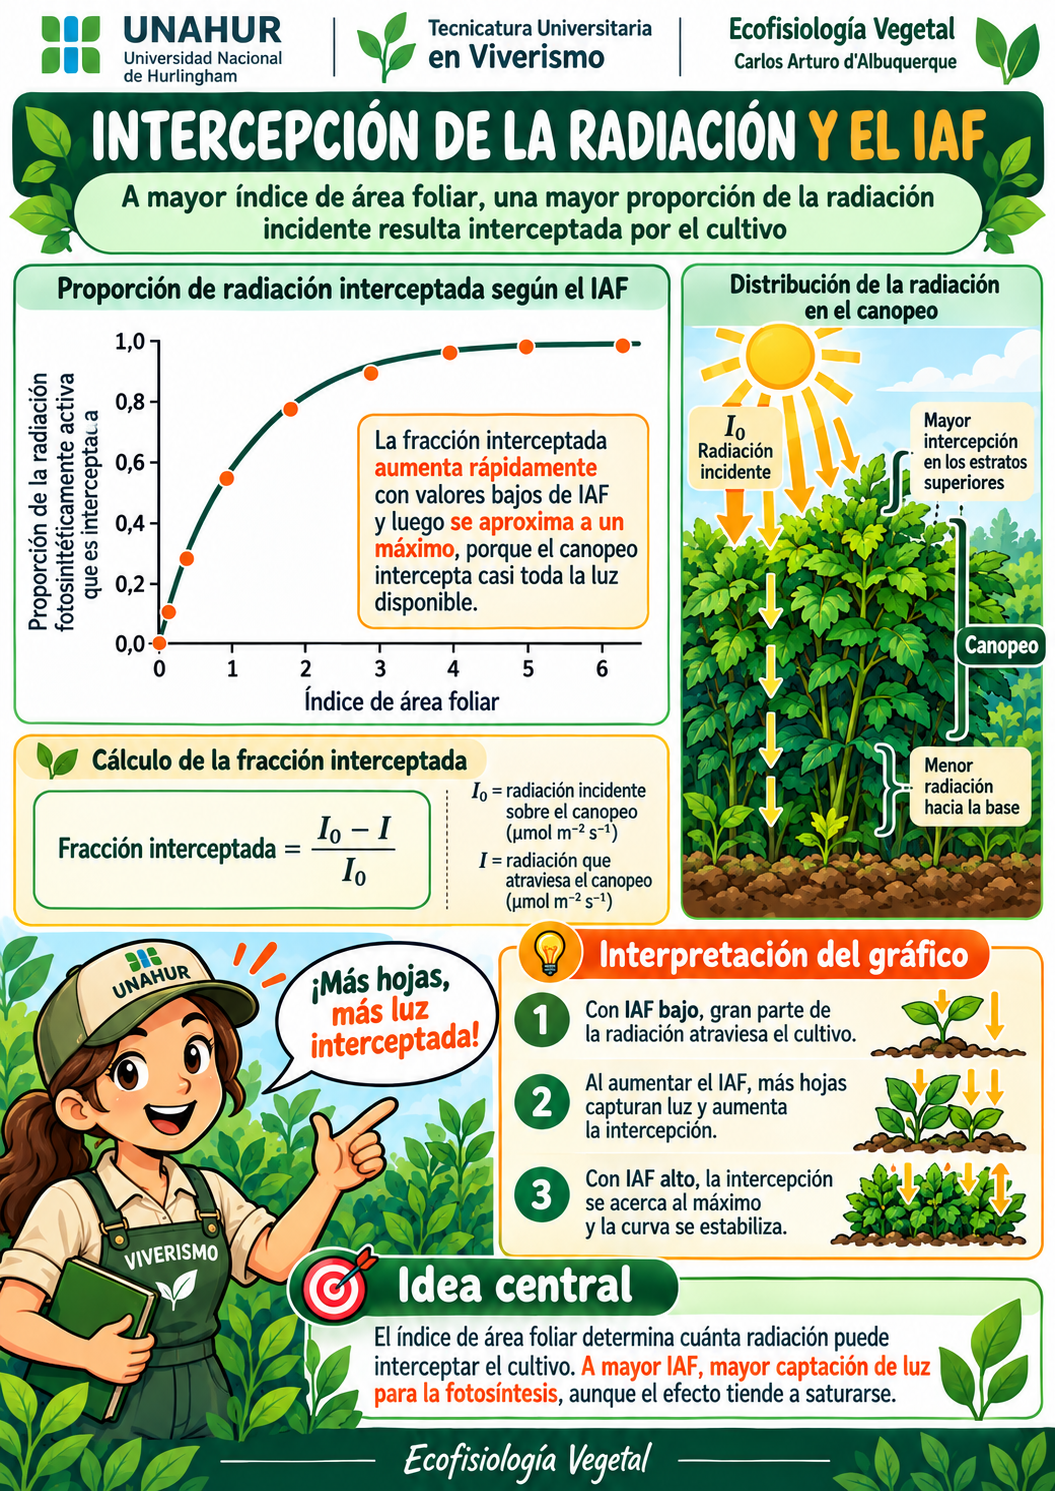 UNAHUR
Universidad Nacional
de Hurlingham
Tecnicatura Universitaria
en Viverismo
Ecofisiología Vegetal
Carlos Arturo d'Albuquerque
INTERCEPCIÓN DE LA RADIACIÓN Y EL IAF
A mayor índice de área foliar, una mayor proporción de la radiación
incidente resulta interceptada por el cultivo
Proporción de radiación interceptada según el IAF
Proporción de la radiación
fotosintéticamente activa
que es interceptada
1,0
0,8
0,6
0,4
0,2
0,0
0 1 2 3 4 5 6
Índice de área foliar
La fracción interceptada
aumenta rápidamente
con valores bajos de IAF
y luego se aproxima a un
máximo, porque el canopeo
intercepta casi toda la luz
disponible.
Distribución de la radiación
en el canopeo
I₀
Radiación
incidente
Mayor
intercepción
en los estratos
superiores
Canopeo
Menor
radiación
hacia la base
Cálculo de la fracción interceptada
Fracción interceptada = (I₀ − I) / I₀
I₀ = radiación incidente
sobre el canopeo
(µmol m⁻² s⁻¹)
I = radiación que
atraviesa el canopeo
(µmol m⁻² s⁻¹)
UNAHUR
¡Más hojas,
más luz
interceptada!
VIVERISMO
Interpretación del gráfico
1
Con IAF bajo, gran parte de
la radiación atraviesa el cultivo.
2
Al aumentar el IAF, más hojas
capturan luz y aumenta
la intercepción.
3
Con IAF alto, la intercepción
se acerca al máximo
y la curva se estabiliza.
Idea central
El índice de área foliar determina cuánta radiación puede
interceptar el cultivo. A mayor IAF, mayor captación de luz
para la fotosíntesis, aunque el efecto tiende a saturarse.
Ecofisiología Vegetal